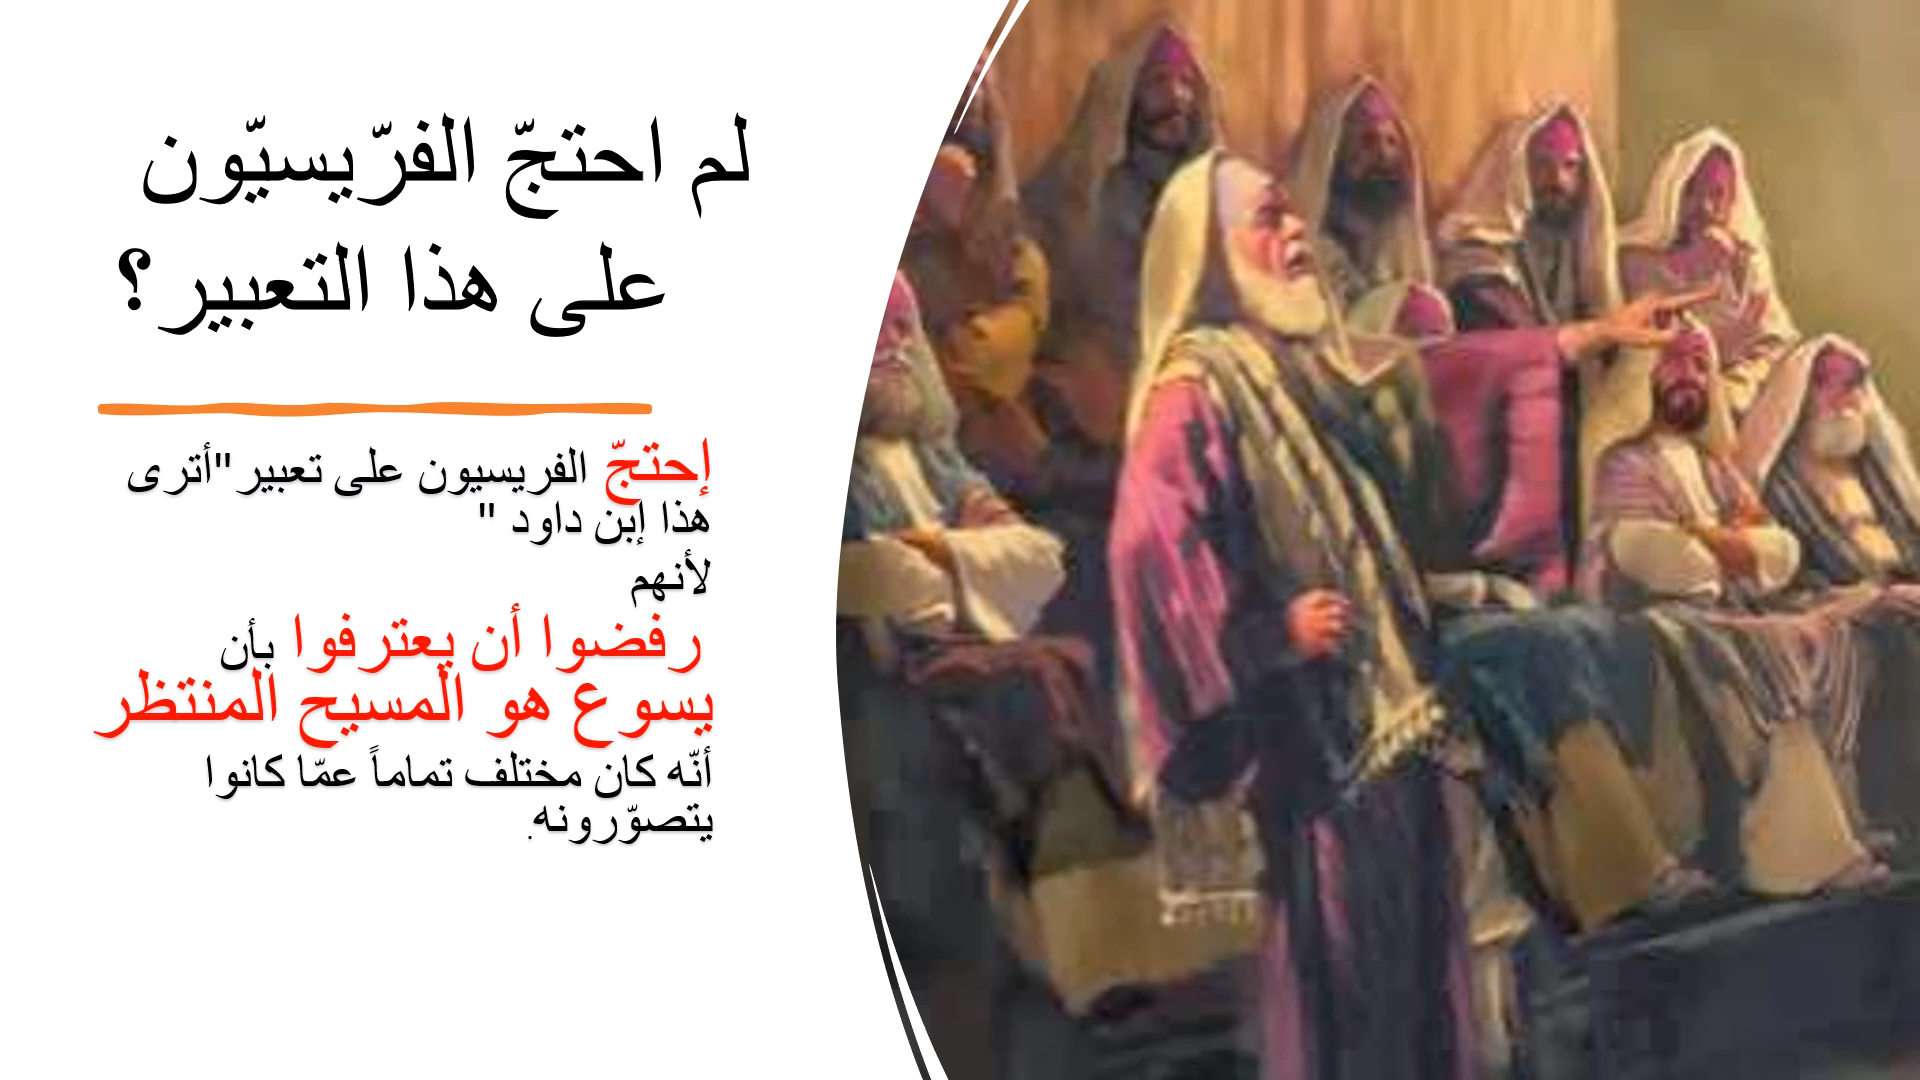 لم احتجّ الفرّيسيّون
على هذا التعبير؟
إحتجّ الفريسيون على تعبير"أترى
هذا إبن داود "
لأنهم
رفضوا أن يعترفوا بأن
يسوع هو المسيح المنتظر
أنّه كان مختلف تماماً عمّا كانوا
يتصوّرونه.